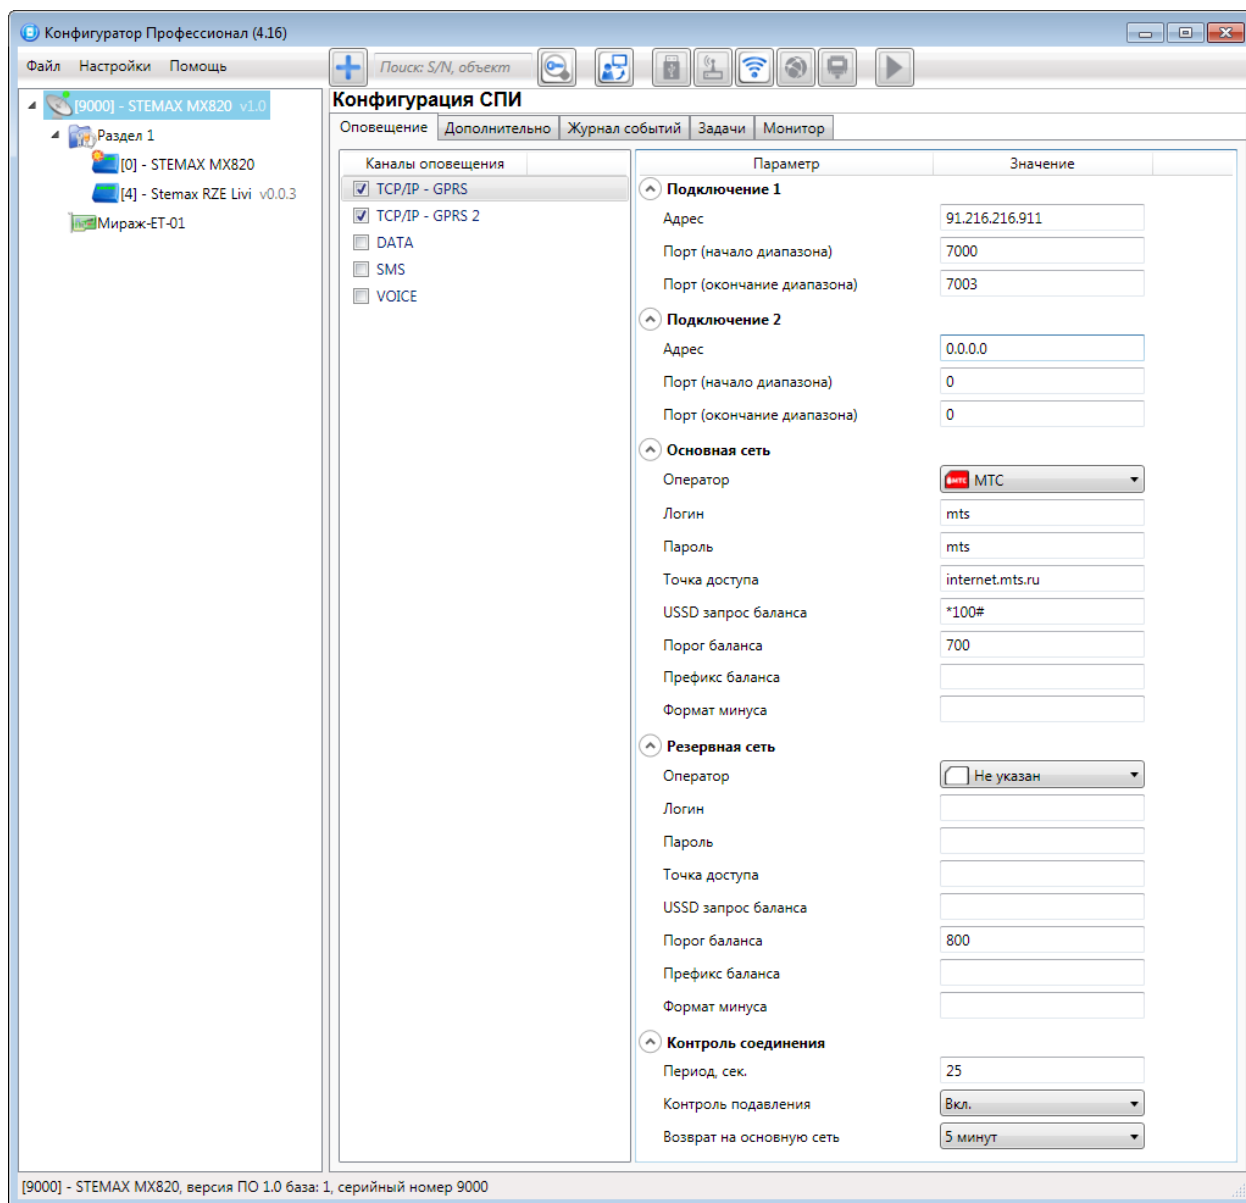 Конфигуратор Профессионал (4.16)
Файл Настройки Помощь
Поиск: S/N, объект
[9000] - STEMAX MX820 v1.0
Раздел 1
[0] - STEMAX MX820
[4] - Stemax RZE Livi v0.0.3
Мираж-ET-01
Конфигурация СПИ
Оповещение Дополнительно Журнал событий Задачи Монитор
Каналы оповещения
TCP/IP - GPRS
TCP/IP - GPRS 2
DATA
SMS
VOICE
Параметр Значение
Подключение 1
Адрес 91.216.216.911
Порт (начало диапазона) 7000
Порт (окончание диапазона) 7003
Подключение 2
Адрес 0.0.0.0
Порт (начало диапазона) 0
Порт (окончание диапазона) 0
Основная сеть
Оператор МТС МТС
Логин mts
Пароль mts
Точка доступа internet.mts.ru
USSD запрос баланса *100#
Порог баланса 700
Префикс баланса
Формат минуса
Резервная сеть
Оператор Не указан
Логин
Пароль
Точка доступа
USSD запрос баланса
Порог баланса 800
Префикс баланса
Формат минуса
Контроль соединения
Период, сек. 25
Контроль подавления Вкл.
Возврат на основную сеть 5 минут
[9000] - STEMAX MX820, версия ПО 1.0 база: 1, серийный номер 9000